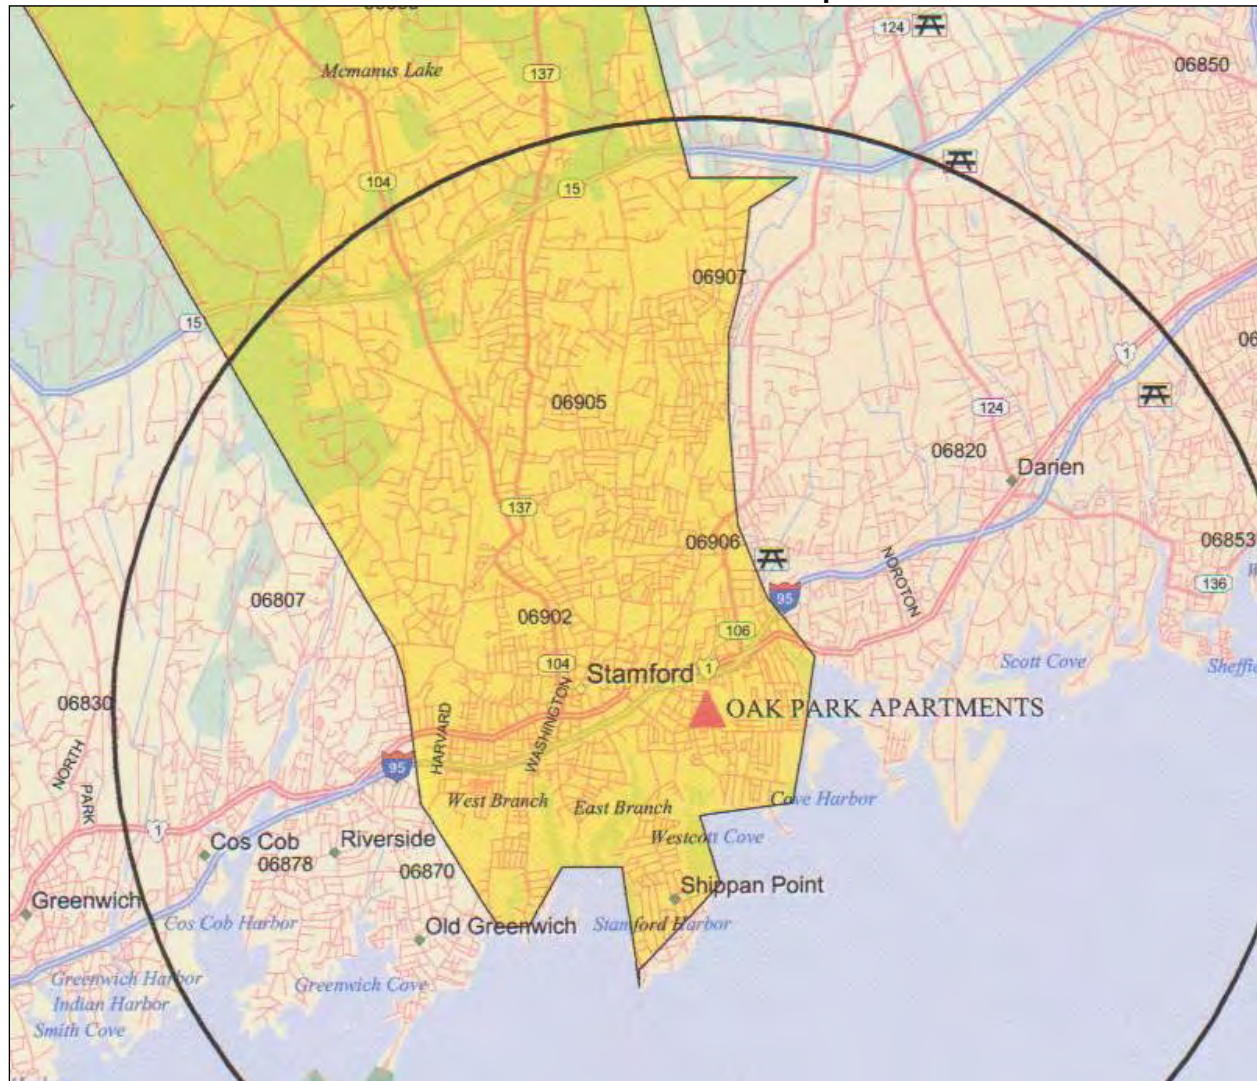 124
06850
Mcmanus Lake
137
104
15
06907
15
1
06905
124
06820
Darien
137
06906
06853
NOROTON
136
95
06807
06902
106
104
Stamford
1
Scott Cove
06830
WASHINGTON
OAK PARK APARTMENTS
HARVARD
NORTH
95
PARK
West Branch
East Branch
Cove Harbor
1
Cos Cob
Riverside
Westcott Cove
06878
06870
Shippan Point
Greenwich
Cos Cob Harbor
Old Greenwich
Stamford Harbor
Greenwich Harbor
Greenwich Cove
Indian Harbor
Smith Cove